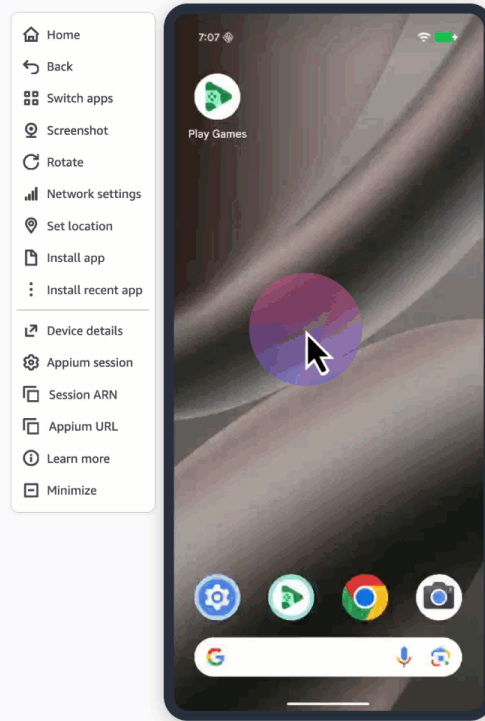 Home
Back
Switch apps
Screenshot
Rotate
Network settings
Set location
Install app
Install recent app
Device details
Appium session
Session ARN
Appium URL
Learn more
Minimize
7:07
Play Games